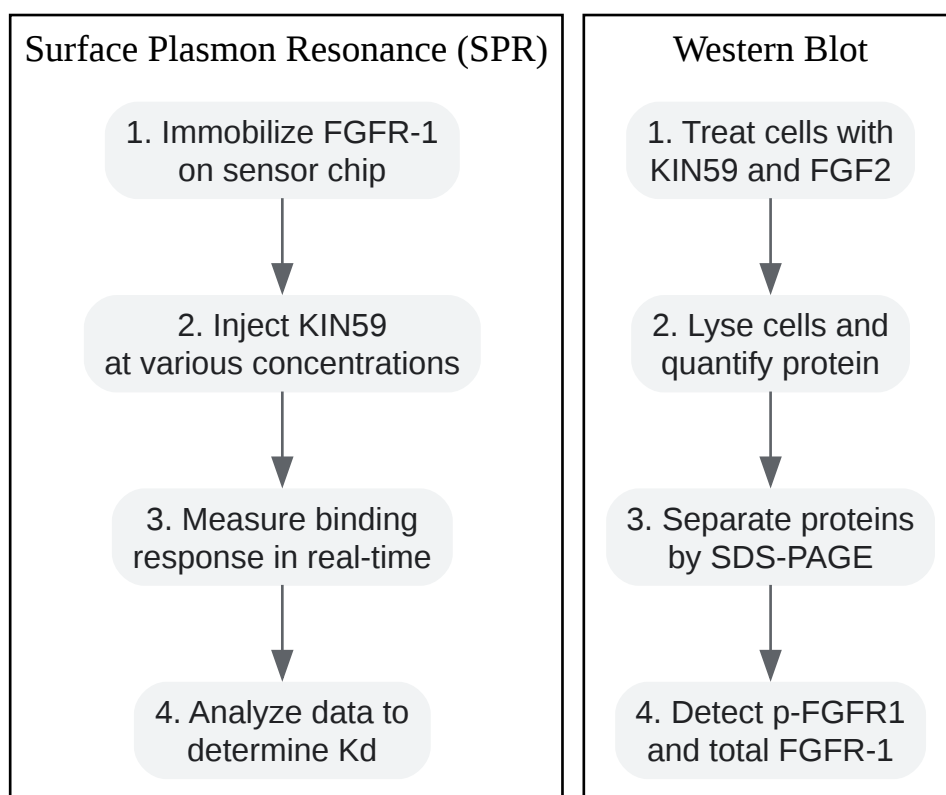 Surface Plasmon Resonance (SPR)
1. Immobilize FGFR-1
on sensor chip
2. Inject KIN59
at various concentrations
3. Measure binding
response in real-time
4. Analyze data to
determine Kd
Western Blot
1. Treat cells with
KIN59 and FGF2
2. Lyse cells and
quantify protein
3. Separate proteins
by SDS-PAGE
4. Detect p-FGFR1
and total FGFR-1